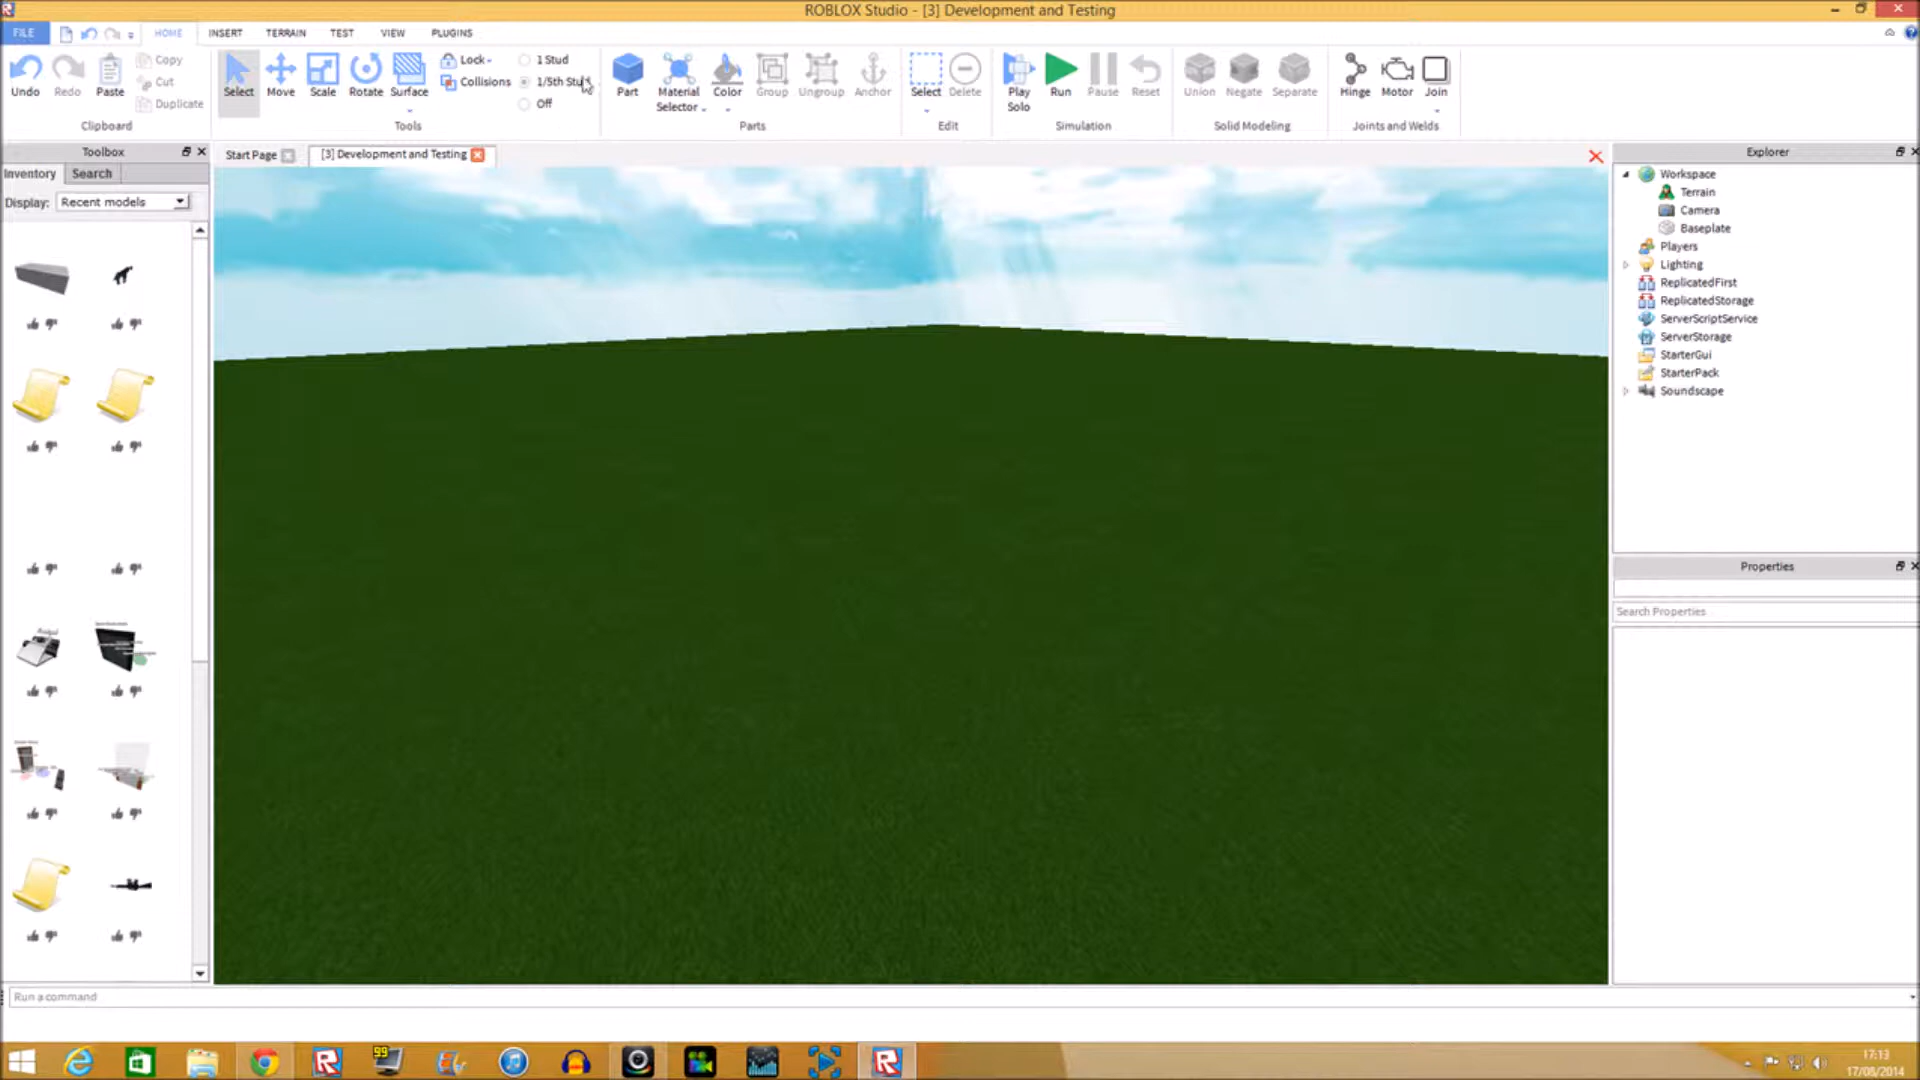 ROBLOX Studio - [3] Development and Testing
FILE HOME INSERT TERRAIN TEST VIEW PLUGINS
Undo Redo Paste Copy Cut Duplicate
Clipboard
Select Move Scale Rotate Surface Lock Collisions 1 Stud 1/5th Stud Off
Tools
Part Material Selector Color Group Ungroup Anchor
Parts
Select Delete
Edit
Play Solo Run Pause Reset
Simulation
Union Negate Separate
Solid Modeling
Hinge Motor Join
Joints and Welds
Toolbox
Inventory Search
Display: Recent models
Start Page [3] Development and Testing
Explorer
Workspace
Terrain
Camera
Baseplate
Players
Lighting
ReplicatedFirst
ReplicatedStorage
ServerScriptService
ServerStorage
StarterGui
StarterPack
Soundscape
Properties
Search Properties
Run a command
99
17:13
17/08/2014